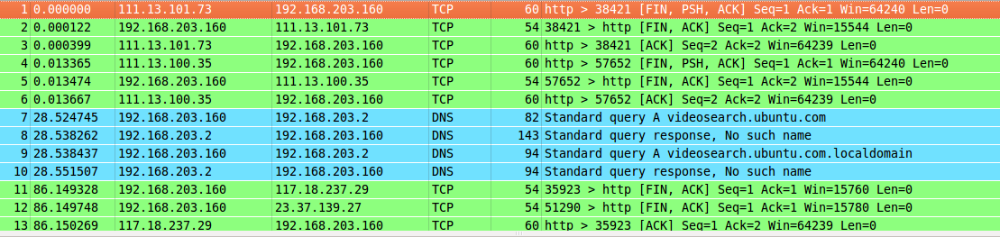 1 0.000000 111.13.101.73 192.168.203.160 TCP 60 http > 38421 [FIN, PSH, ACK] Seq=1 Ack=1 Win=64240 Len=0
2 0.000122 192.168.203.160 111.13.101.73 TCP 54 38421 > http [FIN, ACK] Seq=1 Ack=2 Win=15544 Len=0
3 0.000399 111.13.101.73 192.168.203.160 TCP 60 http > 38421 [ACK] Seq=2 Ack=2 Win=64239 Len=0
4 0.013365 111.13.100.35 192.168.203.160 TCP 60 http > 57652 [FIN, PSH, ACK] Seq=1 Ack=1 Win=64240 Len=0
5 0.013474 192.168.203.160 111.13.100.35 TCP 54 57652 > http [FIN, ACK] Seq=1 Ack=2 Win=15544 Len=0
6 0.013667 111.13.100.35 192.168.203.160 TCP 60 http > 57652 [ACK] Seq=2 Ack=2 Win=64239 Len=0
7 28.524745 192.168.203.160 192.168.203.2 DNS 82 Standard query A videosearch.ubuntu.com
8 28.538262 192.168.203.2 192.168.203.160 DNS 143 Standard query response, No such name
9 28.538437 192.168.203.160 192.168.203.2 DNS 94 Standard query A videosearch.ubuntu.com.localdomain
10 28.551507 192.168.203.2 192.168.203.160 DNS 94 Standard query response, No such name
11 86.149328 192.168.203.160 117.18.237.29 TCP 54 35923 > http [FIN, ACK] Seq=1 Ack=1 Win=15760 Len=0
12 86.149748 192.168.203.160 23.37.139.27 TCP 54 51290 > http [FIN, ACK] Seq=1 Ack=1 Win=15780 Len=0
13 86.150269 117.18.237.29 192.168.203.160 TCP 60 http > 35923 [ACK] Seq=1 Ack=2 Win=64239 Len=0